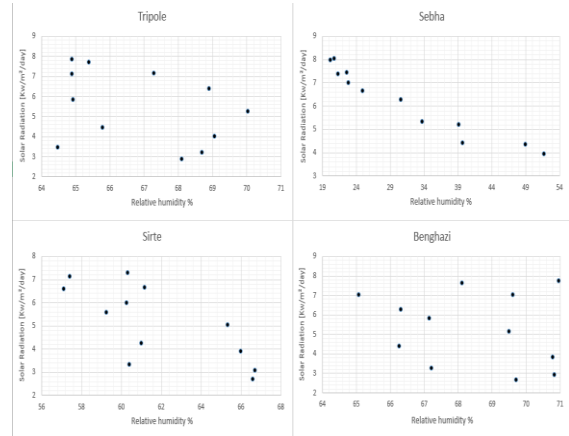 Tripole
Solar Radiation [Kw/m²/day]
9
8
7
6
5
4
3
2
64 65 66 67 68 69 70 71
Relative humidity %
Sebha
Solar Radiation [Kw/m²/day]
9
8
7
6
5
4
3
19 24 29 34 39 44 49 54
Relative humidity %
Sirte
Solar Radiation [Kw/m²/day]
8
7
6
5
4
3
2
56 58 60 62 64 66 68
Relative humidity %
Benghazi
Solar Radiation [Kw/m²/day]
9
8
7
6
5
4
3
2
64 65 66 67 68 69 70 71
Relative humidity %